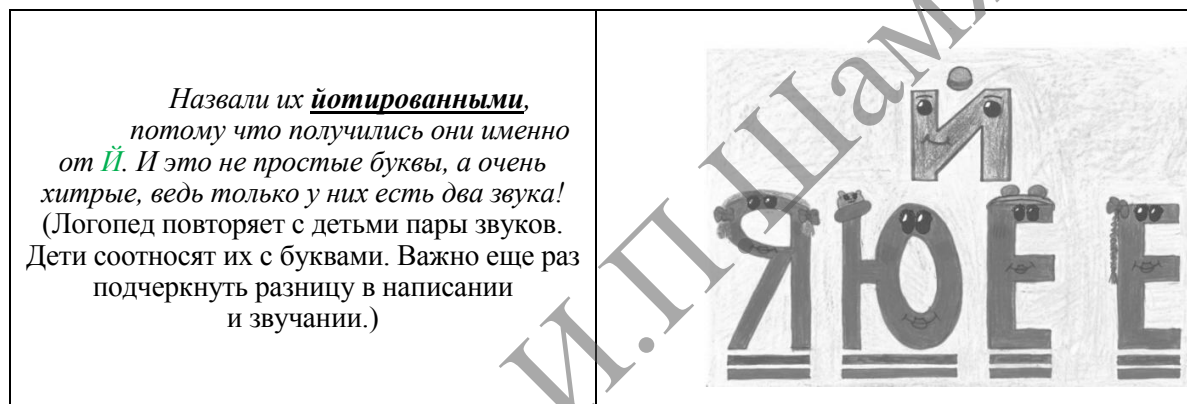 Назвали их йотированными,
потому что получились они именно
от Й. И это не простые буквы, а очень
хитрые, ведь только у них есть два звука!
(Логопед повторяет с детьми пары звуков.
Дети соотносят их с буквами. Важно еще раз
подчеркнуть разницу в написании
и звучании.)
Й
Я Ю Е Е
И.П.Шамя